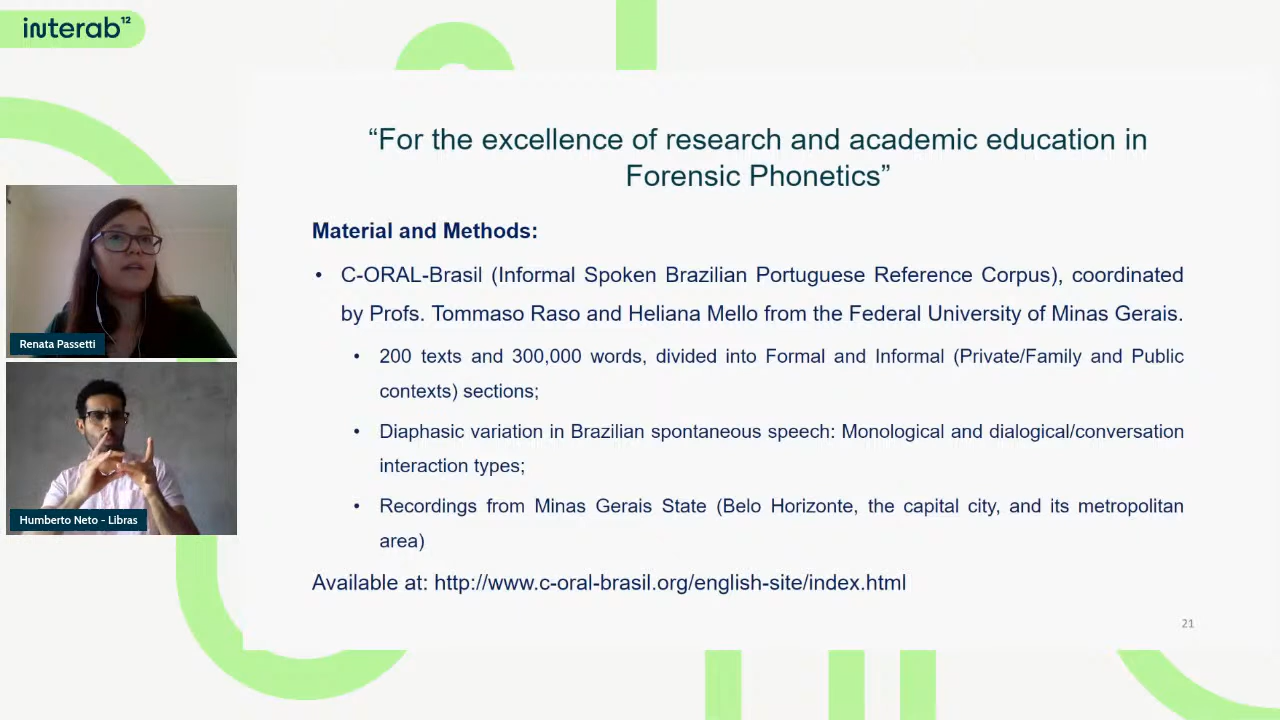 interab12
“For the excellence of research and academic education in
Forensic Phonetics”
Material and Methods:
• C-ORAL-Brasil (Informal Spoken Brazilian Portuguese Reference Corpus), coordinated
by Profs. Tommaso Raso and Heliana Mello from the Federal University of Minas Gerais.
• 200 texts and 300,000 words, divided into Formal and Informal (Private/Family and Public
contexts) sections;
• Diaphasic variation in Brazilian spontaneous speech: Monological and dialogical/conversation
interaction types;
• Recordings from Minas Gerais State (Belo Horizonte, the capital city, and its metropolitan
area)
Available at: http://www.c-oral-brasil.org/english-site/index.html
21
Renata Passetti
Humberto Neto - Libras